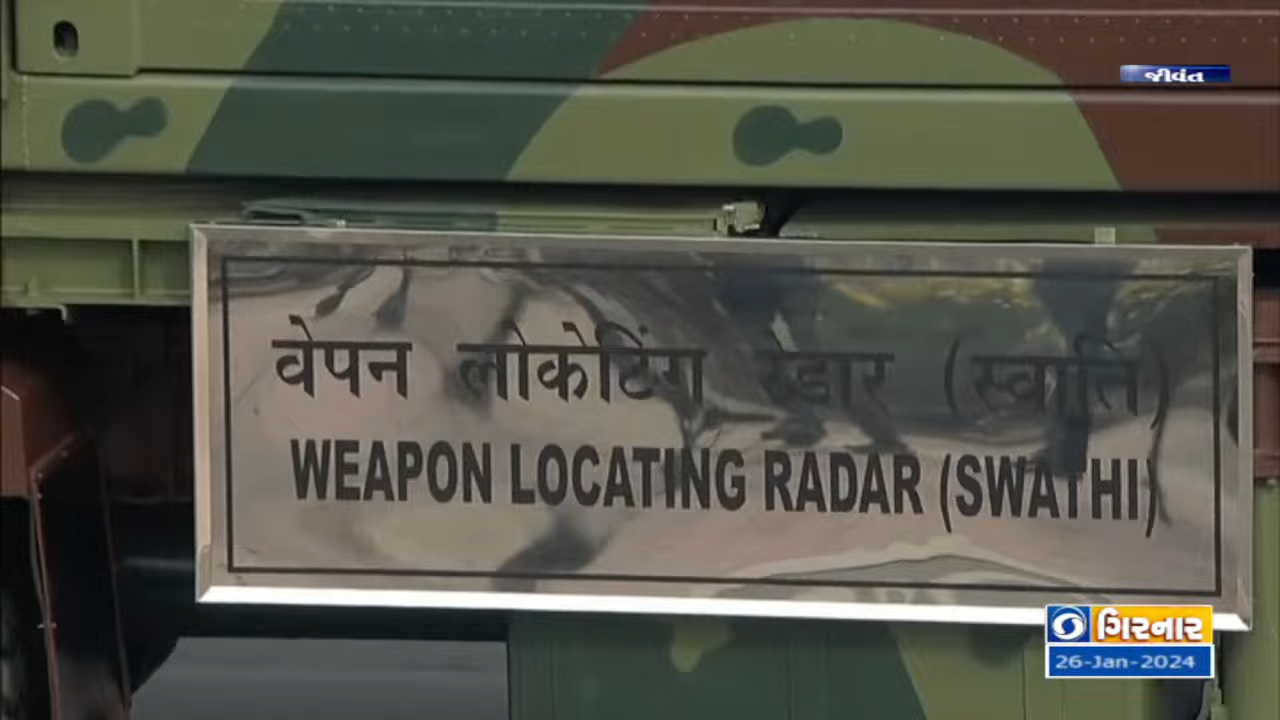 જીવંત
वेपन लोकेटिंग रडार (स्वाति)
WEAPON LOCATING RADAR (SWATHI)
ગિરનાર
26-Jan-2024